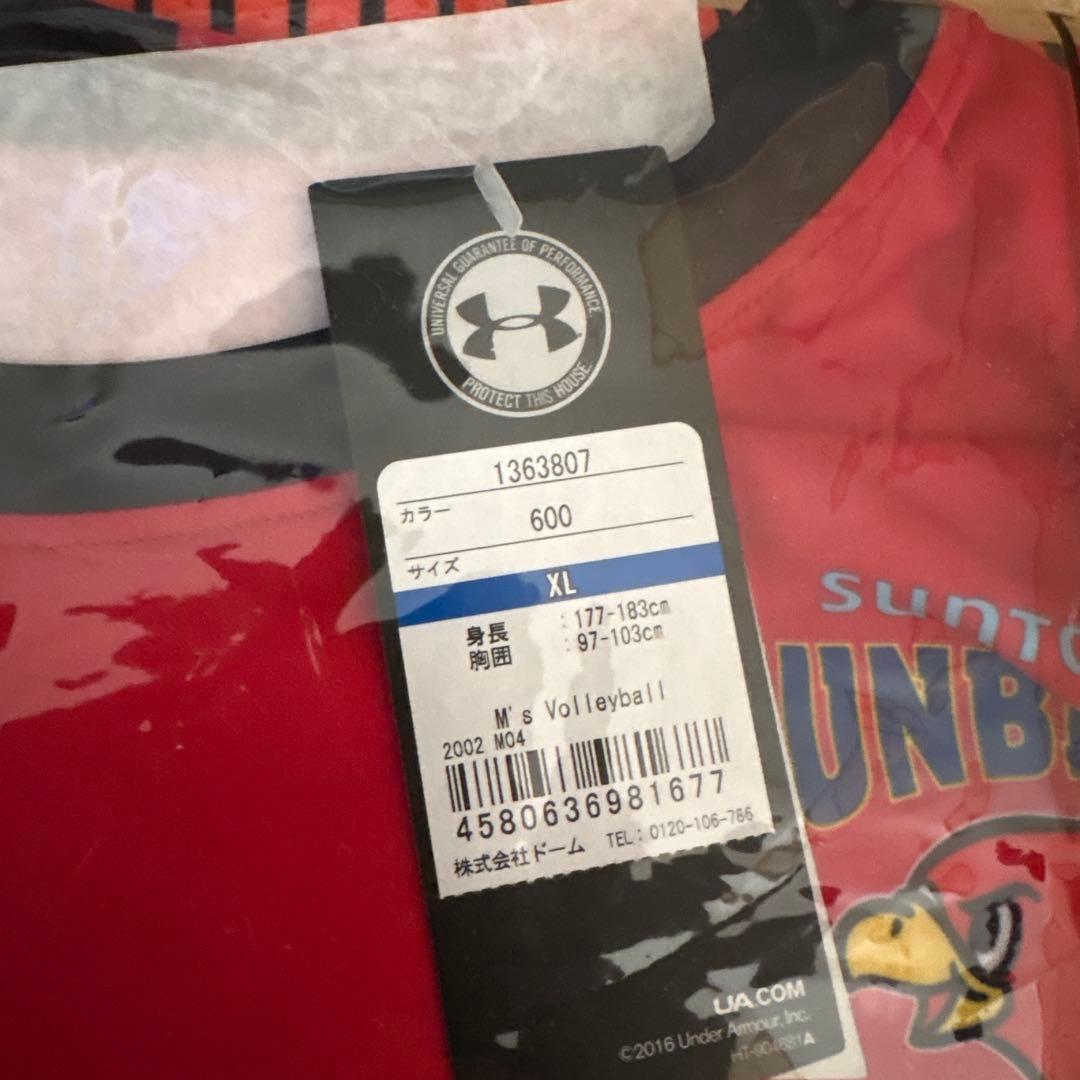 UNIVERSAL GUARANTEE OF PERFORMANCE.
PROTECT THIS HOUSE.
1363807
カラー 600
サイズ
XL
身長 : 177-183cm
胸囲 : 97-103cm
M's Volleyball
2002 M04
4580636981677
株式会社ドーム TEL: 0120-106-786
UA.COM
©2016 Under Armour, Inc.
SUNTO
UNB